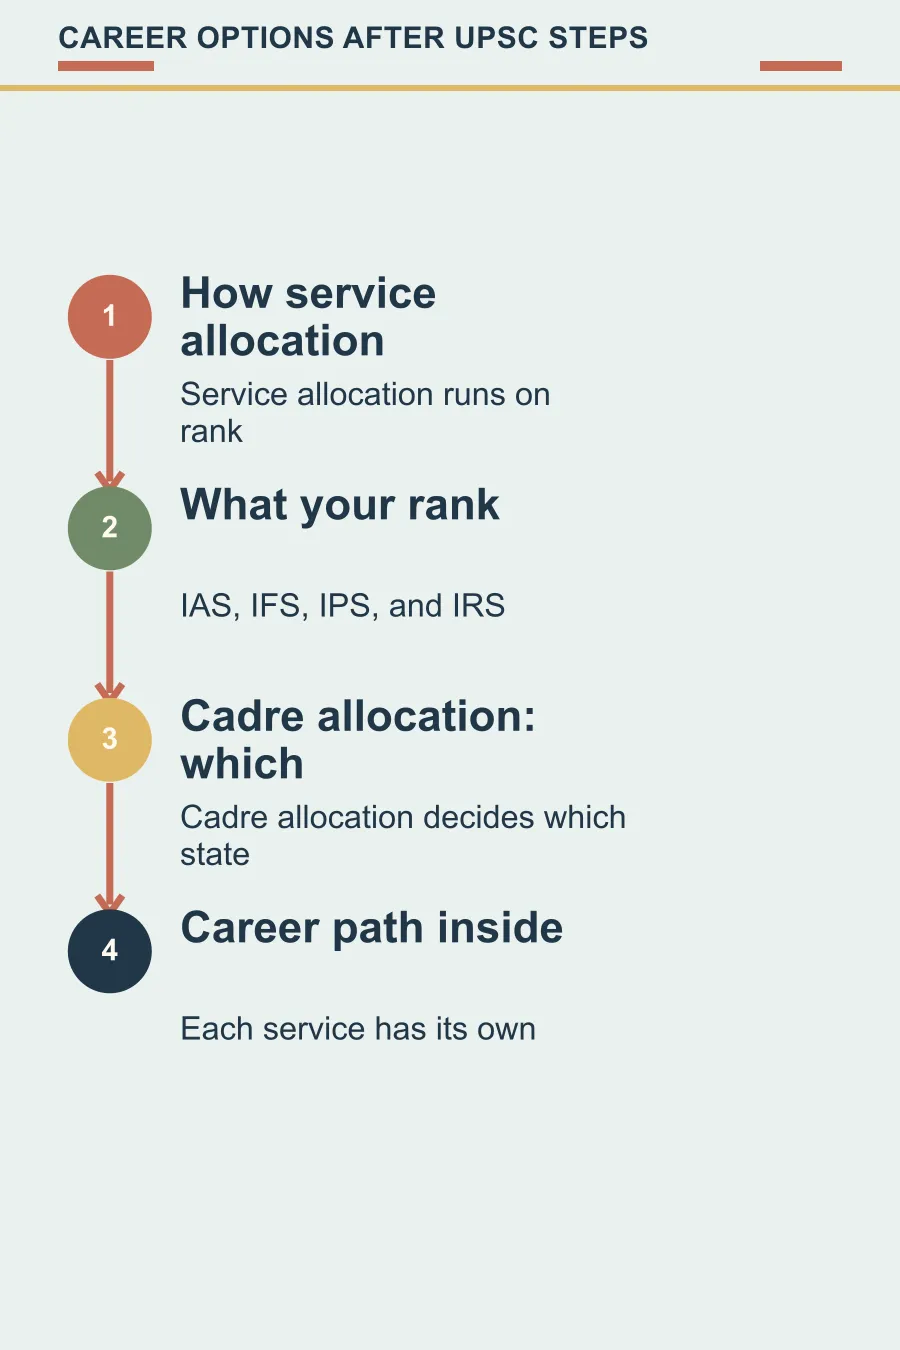 CAREER OPTIONS AFTER UPSC STEPS
1
How service
allocation
Service allocation runs on
rank
2
What your rank
IAS, IFS, IPS, and IRS
3
Cadre allocation:
which
Cadre allocation decides which
state
4
Career path inside
Each service has its own